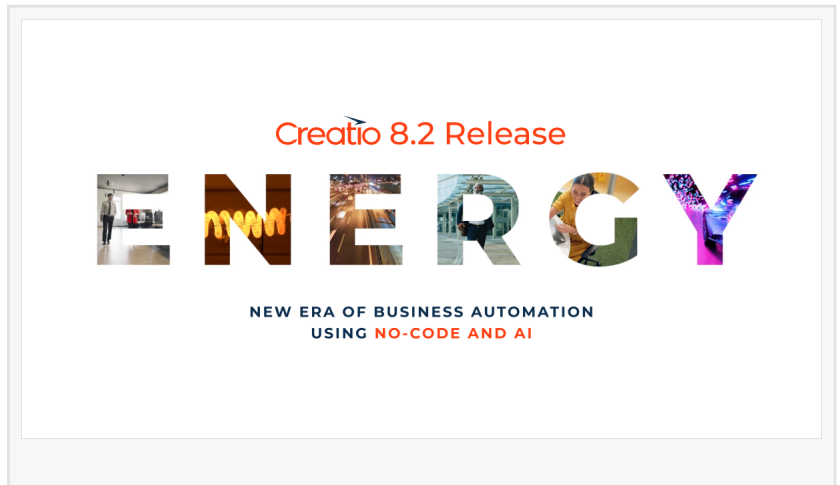 Creatio 8.2 Release
ENERGY
NEW ERA OF BUSINESS AUTOMATION
USING NO-CODE AND AI